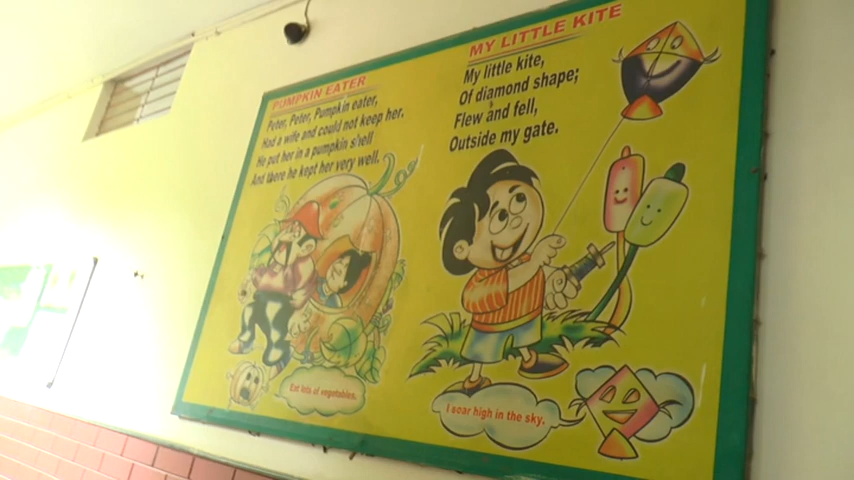 PUMPKIN EATER
Peter, Peter, Pumpkin eater,
Had a wife and could not keep her.
He put her in a pumpkin shell
And there he kept her very well.
Eat lots of vegetables.
MY LITTLE KITE
My little kite,
Of diamond shape;
Flew and fell,
Outside my gate.
I soar high in the sky.